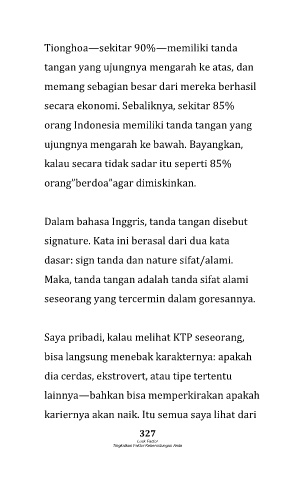 Tionghoa—sekitar 90%—memiliki tanda
tangan yang ujungnya mengarah ke atas, dan
memang sebagian besar dari mereka berhasil
secara ekonomi. Sebaliknya, sekitar 85%
orang Indonesia memiliki tanda tangan yang
ujungnya mengarah ke bawah. Bayangkan,
kalau secara tidak sadar itu seperti 85%
orang”berdoa”agar dimiskinkan.
Dalam bahasa Inggris, tanda tangan disebut
signature. Kata ini berasal dari dua kata
dasar: sign tanda dan nature sifat/alami.
Maka, tanda tangan adalah tanda sifat alami
seseorang yang tercermin dalam goresannya.
Saya pribadi, kalau melihat KTP seseorang,
bisa langsung menebak karakternya: apakah
dia cerdas, ekstrovert, atau tipe tertentu
lainnya—bahkan bisa memperkirakan apakah
kariernya akan naik. Itu semua saya lihat dari
327
Luck Factor
Tingkatkan Faktor Keberuntungan Anda